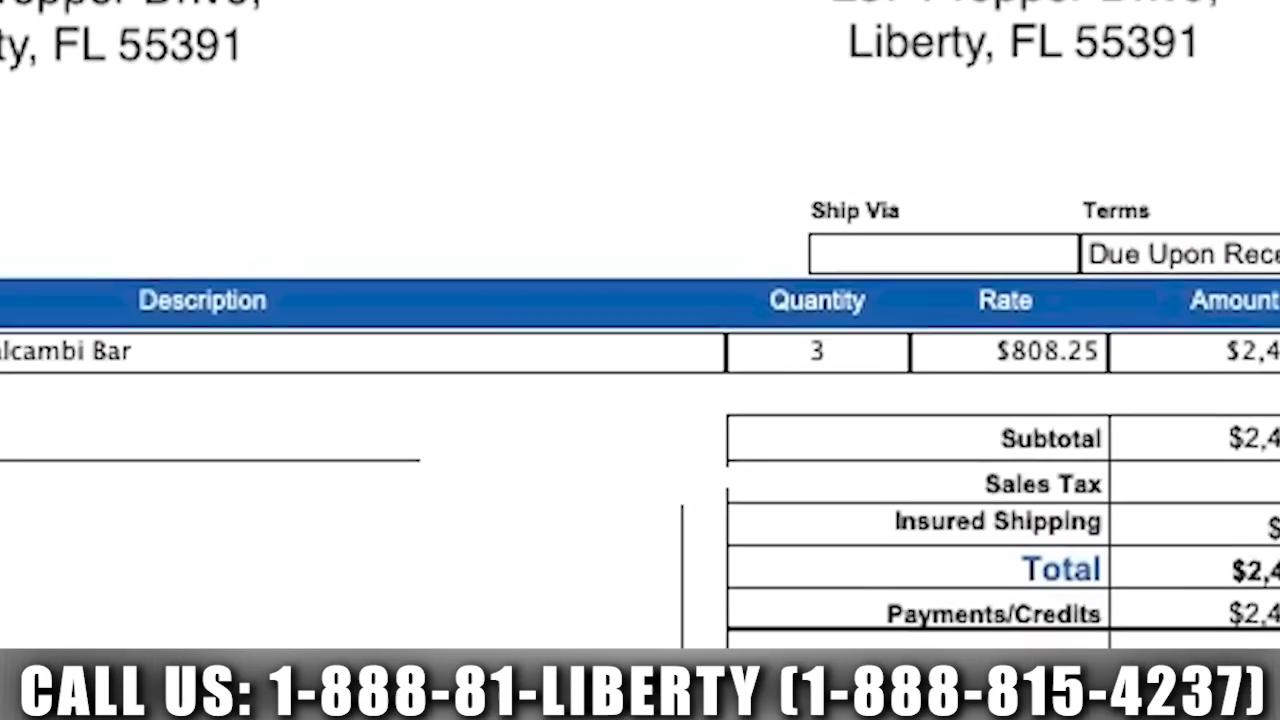 ty, FL 55391
Liberty, FL 55391
Ship Via
Terms
Due Upon Rece
Description
Quantity
Rate
Amount
alcambi Bar
3
$808.25
$2,4
Subtotal
$2,4
Sales Tax
Insured Shipping
$
Total
$2,4
Payments/Credits
$2,4
CALL US: 1-888-81-LIBERTY (1-888-815-4237)